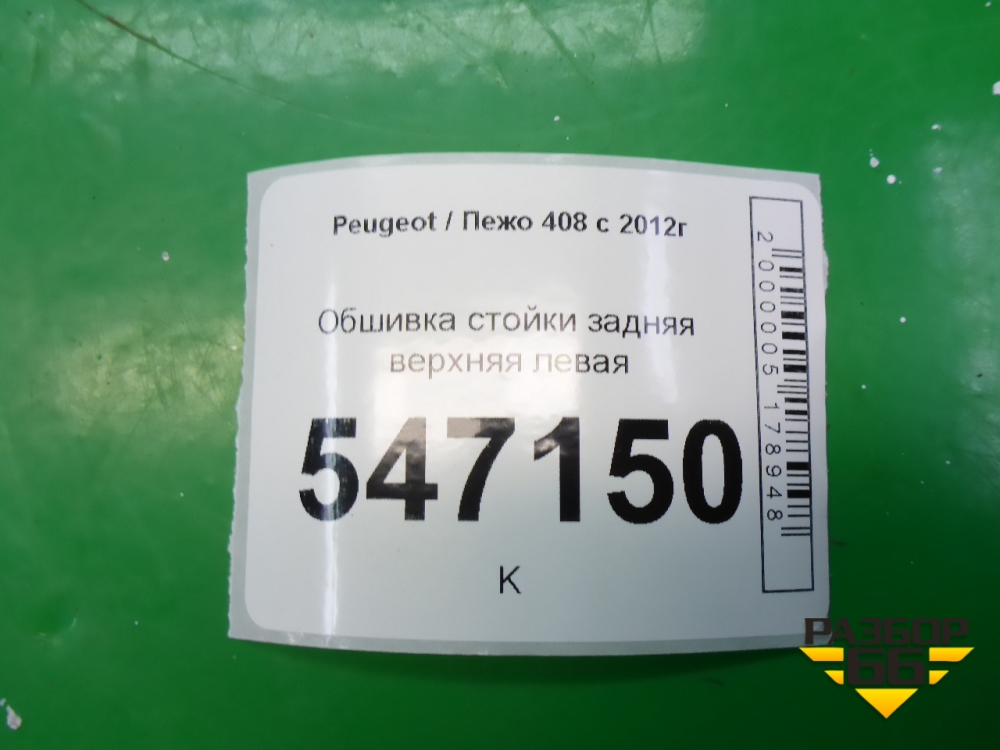 Peugeot / Пежо 408 с 2012г
Обшивка стойки задняя
верхняя левая
547150
К
2000005178948
РАЗБОР
66